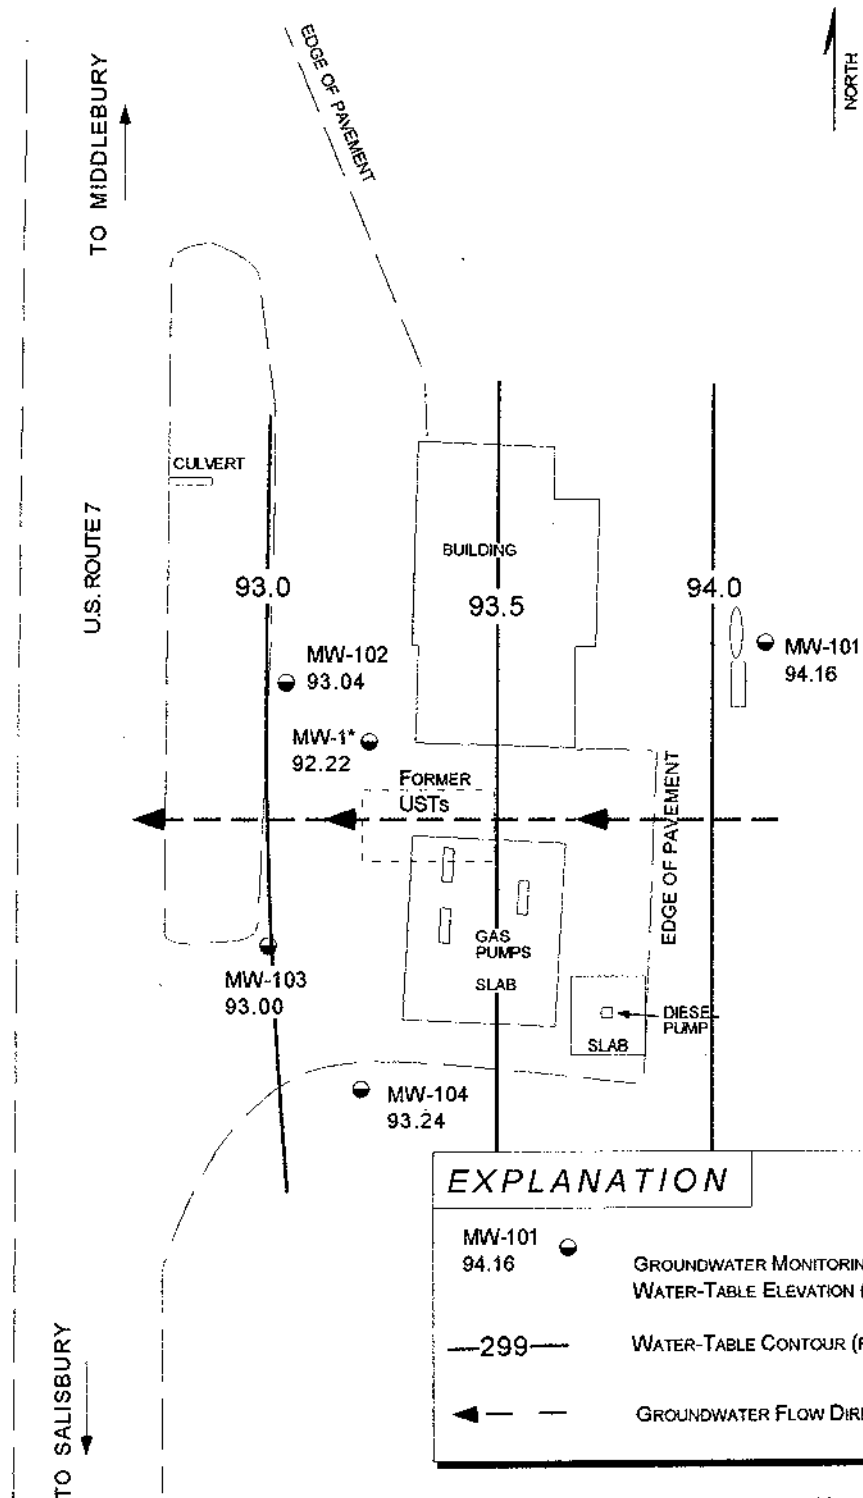 NORTH
EDGE OF PAVEMENT
TO MIDDLEBURY
CULVERT
U.S. ROUTE 7
BUILDING
93.0
93.5
94.0
MW-101
94.16
MW-102
93.04
MW-1*
92.22
FORMER
USTs
EDGE OF PAVEMENT
GAS
PUMPS
SLAB
MW-103
93.00
DIESE
PUMP
SLAB
MW-104
93.24
EXPLANATION
MW-101
94.16
GROUNDWATER MONITORIN
WATER-TABLE ELEVATION (
299
WATER-TABLE CONTOUR (
GROUNDWATER FLOW DIR
TO SALISBURY